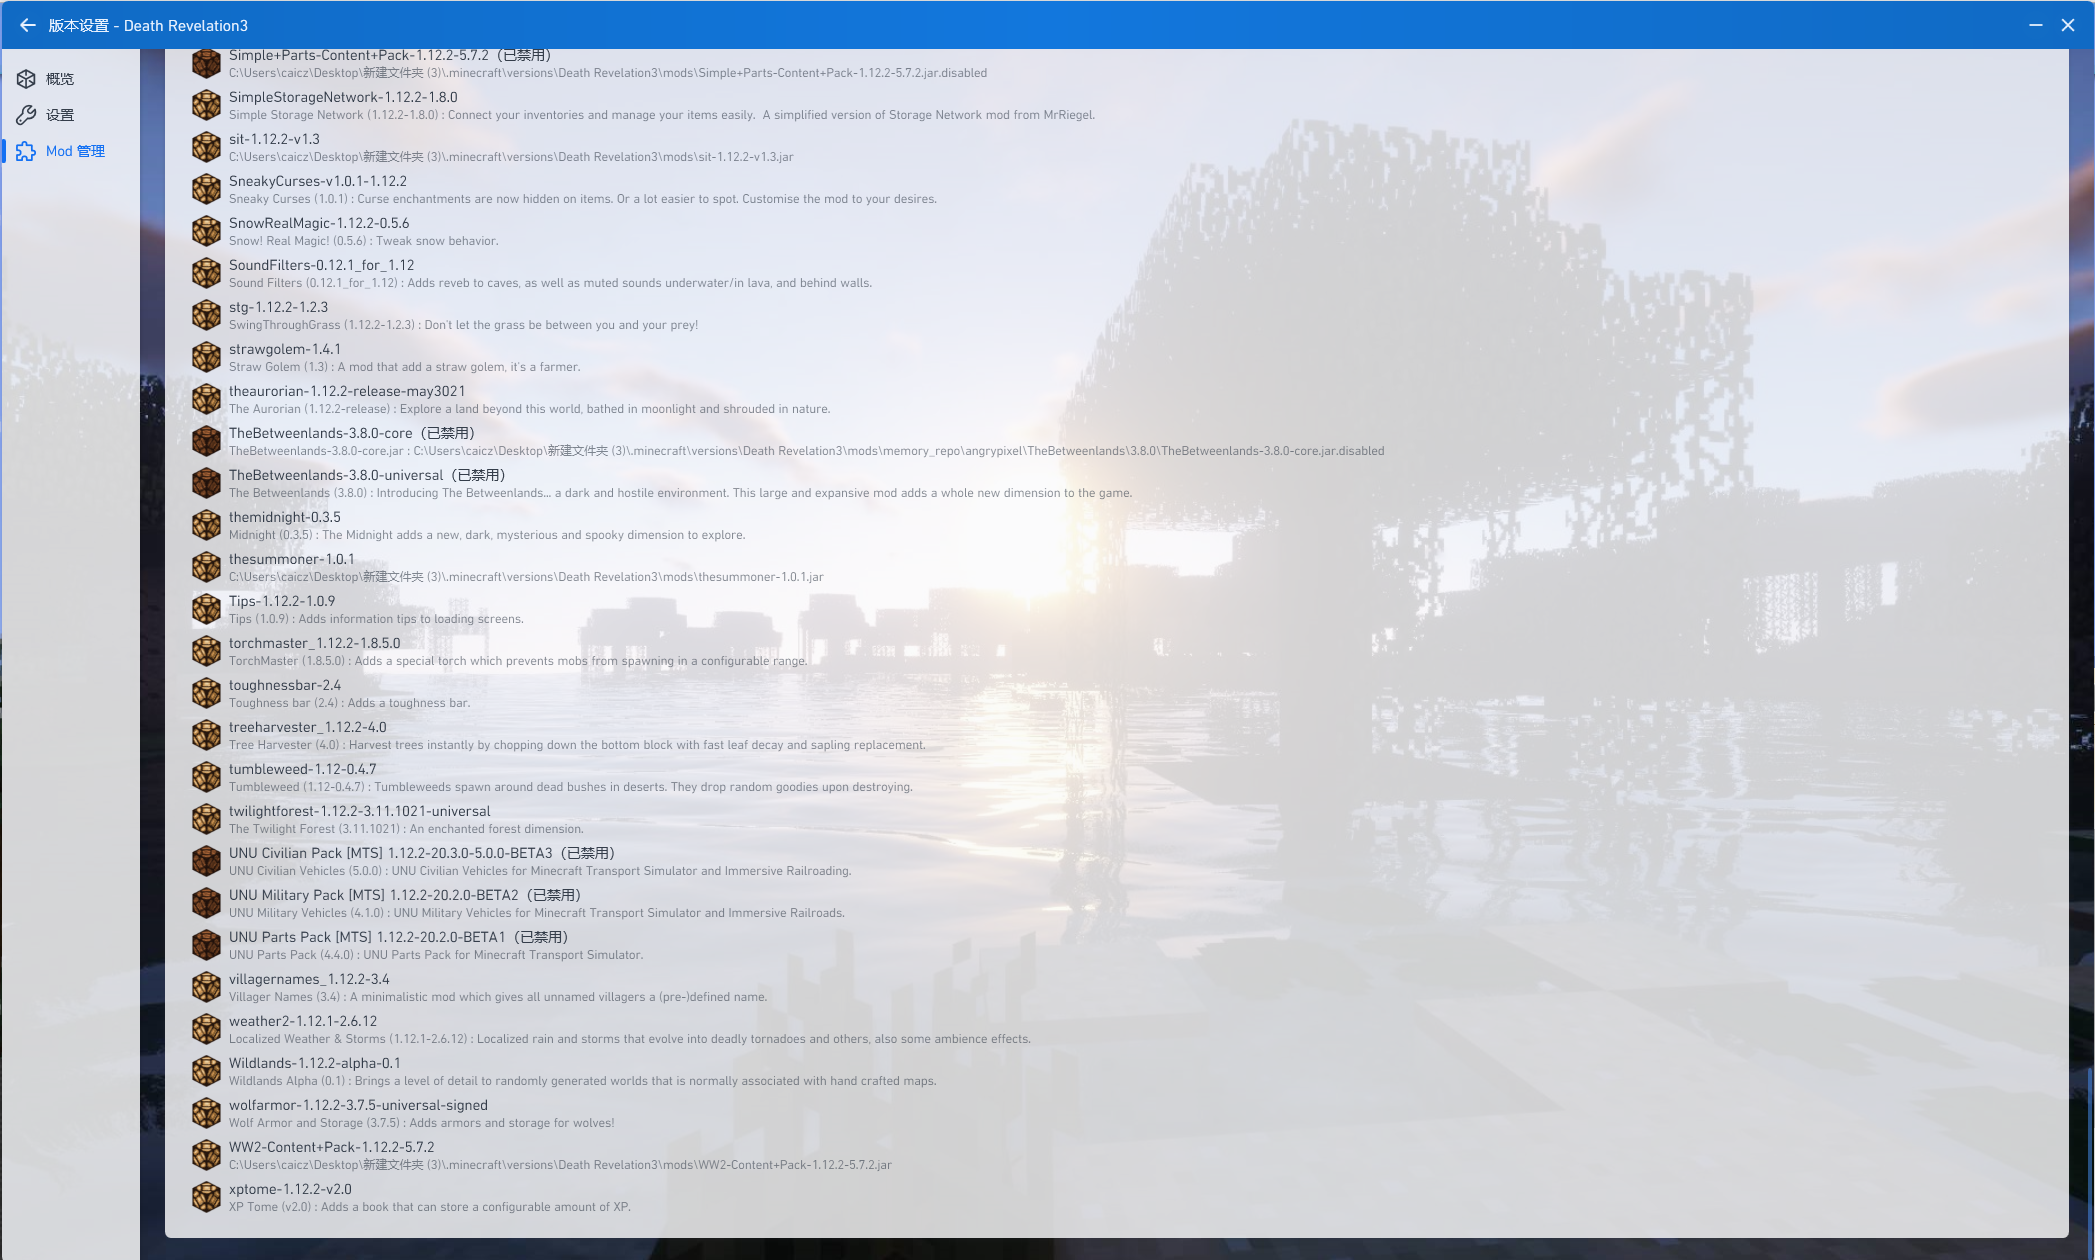 版本设置 - Death Revelation3
概览
设置
Mod 管理
Simple+Parts-Content+Pack-1.12.2-5.7.2（已禁用）
C:\Users\caicz\Desktop\新建文件夹 (3)\.minecraft\versions\Death Revelation3\mods\Simple+Parts-Content+Pack-1.12.2-5.7.2.jar.disabled
SimpleStorageNetwork-1.12.2-1.8.0
Simple Storage Network (1.12.2-1.8.0) : Connect your inventories and manage your items easily.  A simplified version of Storage Network mod from MrRiegel.
sit-1.12.2-v1.3
C:\Users\caicz\Desktop\新建文件夹 (3)\.minecraft\versions\Death Revelation3\mods\sit-1.12.2-v1.3.jar
SneakyCurses-v1.0.1-1.12.2
Sneaky Curses (1.0.1) : Curse enchantments are now hidden on items. Or a lot easier to spot. Customise the mod to your desires.
SnowRealMagic-1.12.2-0.5.6
Snow! Real Magic! (0.5.6) : Tweak snow behavior.
SoundFilters-0.12.1_for_1.12
Sound Filters (0.12.1_for_1.12) : Adds reveb to caves, as well as muted sounds underwater/in lava, and behind walls.
stg-1.12.2-1.2.3
SwingThroughGrass (1.12.2-1.2.3) : Don't let the grass be between you and your prey!
strawgolem-1.4.1
Straw Golem (1.3) : A mod that add a straw golem, it's a farmer.
theaurorian-1.12.2-release-may3021
The Aurorian (1.12.2-release) : Explore a land beyond this world, bathed in moonlight and shrouded in nature.
TheBetweenlands-3.8.0-core（已禁用）
TheBetweenlands-3.8.0-core.jar : C:\Users\caicz\Desktop\新建文件夹 (3)\.minecraft\versions\Death Revelation3\mods\memory_repo\angrypixel\TheBetweenlands\3.8.0\TheBetweenlands-3.8.0-core.jar.disabled
TheBetweenlands-3.8.0-universal（已禁用）
The Betweenlands (3.8.0) : Introducing The Betweenlands... a dark and hostile environment. This large and expansive mod adds a whole new dimension to the game.
themidnight-0.3.5
Midnight (0.3.5) : The Midnight adds a new, dark, mysterious and spooky dimension to explore.
thesummoner-1.0.1
C:\Users\caicz\Desktop\新建文件夹 (3)\.minecraft\versions\Death Revelation3\mods\thesummoner-1.0.1.jar
Tips-1.12.2-1.0.9
Tips (1.0.9) : Adds information tips to loading screens.
torchmaster_1.12.2-1.8.5.0
TorchMaster (1.8.5.0) : Adds a special torch which prevents mobs from spawning in a configurable range.
toughnessbar-2.4
Toughness bar (2.4) : Adds a toughness bar.
treeharvester_1.12.2-4.0
Tree Harvester (4.0) : Harvest trees instantly by chopping down the bottom block with fast leaf decay and sapling replacement.
tumbleweed-1.12-0.4.7
Tumbleweed (1.12-0.4.7) : Tumbleweeds spawn around dead bushes in deserts. They drop random goodies upon destroying.
twilightforest-1.12.2-3.11.1021-universal
The Twilight Forest (3.11.1021) : An enchanted forest dimension.
UNU Civilian Pack [MTS] 1.12.2-20.3.0-5.0.0-BETA3（已禁用）
UNU Civilian Vehicles (5.0.0) : UNU Civilian Vehicles for Minecraft Transport Simulator and Immersive Railroading.
UNU Military Pack [MTS] 1.12.2-20.2.0-BETA2（已禁用）
UNU Military Vehicles (4.1.0) : UNU Military Vehicles for Minecraft Transport Simulator and Immersive Railroads.
UNU Parts Pack [MTS] 1.12.2-20.2.0-BETA1（已禁用）
UNU Parts Pack (4.4.0) : UNU Parts Pack for Minecraft Transport Simulator.
villagernames_1.12.2-3.4
Villager Names (3.4) : A minimalistic mod which gives all unnamed villagers a (pre-)defined name.
weather2-1.12.1-2.6.12
Localized Weather & Storms (1.12.1-2.6.12) : Localized rain and storms that evolve into deadly tornadoes and others, also some ambience effects.
Wildlands-1.12.2-alpha-0.1
Wildlands Alpha (0.1) : Brings a level of detail to randomly generated worlds that is normally associated with hand crafted maps.
wolfarmor-1.12.2-3.7.5-universal-signed
Wolf Armor and Storage (3.7.5) : Adds armors and storage for wolves!
WW2-Content+Pack-1.12.2-5.7.2
C:\Users\caicz\Desktop\新建文件夹 (3)\.minecraft\versions\Death Revelation3\mods\WW2-Content+Pack-1.12.2-5.7.2.jar
xptome-1.12.2-v2.0
XP Tome (v2.0) : Adds a book that can store a configurable amount of XP.